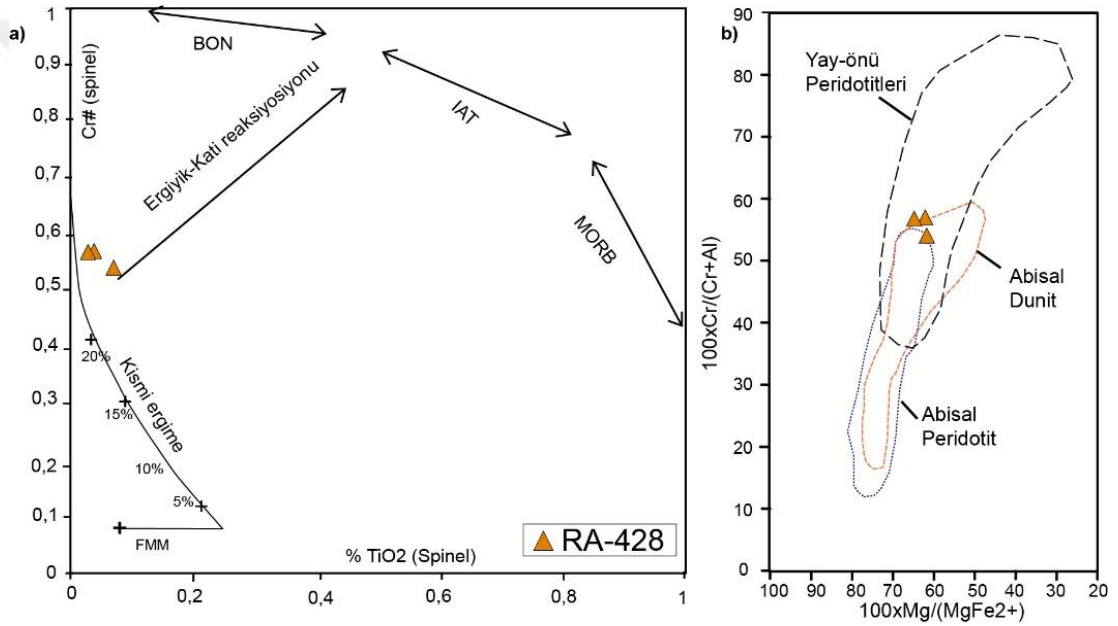 a)
1
0,9
0,8
0,7
0,6
0,5
0,4
0,3
0,2
0,1
0
Cr# (spinel)
BON
Ergiyik-Kati reaksiyosiyonu
IAT
MORB
20%
15%
10%
5%
Kismi ergime
FMM
% TiO2 (Spinel)
RA-428
0
0,2
0,4
0,6
0,8
1
b)
90
80
70
60
50
40
30
20
10
0
100xCr/(Cr+Al)
Yay-önü
Peridotitleri
Abisal
Dunit
Abisal
Peridotit
100 90 80 70 60 50 40 30 20
100xMg/(MgFe2+)